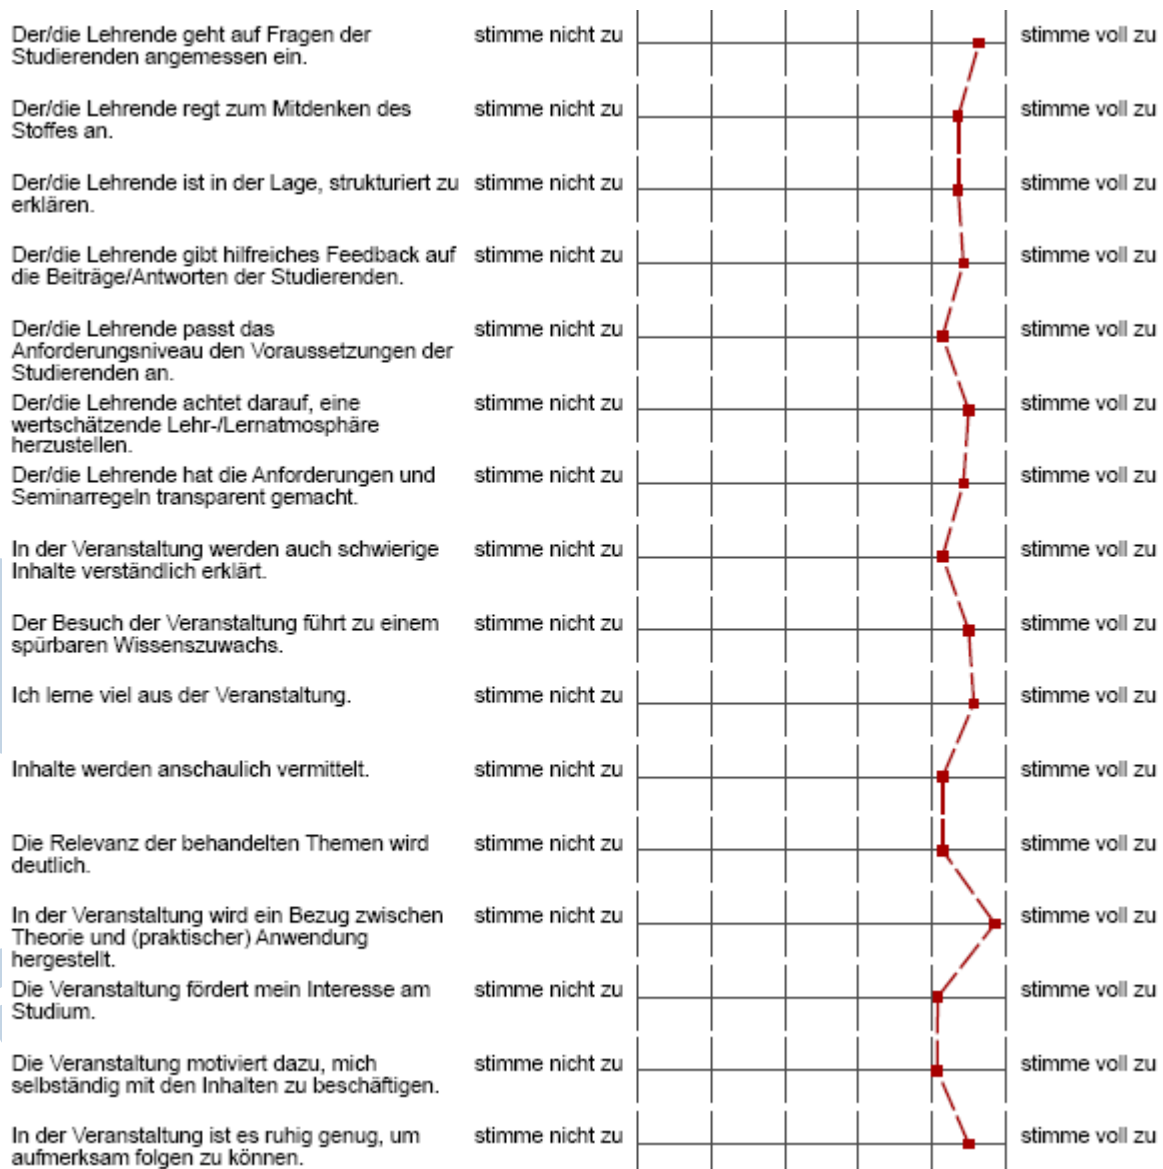 Der/die Lehrende geht auf Fragen der stimme nicht zu stimme voll zu
Studierenden angemessen ein.
Der/die Lehrende regt zum Mitdenken des stimme nicht zu stimme voll zu
Stoffes an.
Der/die Lehrende ist in der Lage, strukturiert zu stimme nicht zu stimme voll zu
erklären.
Der/die Lehrende gibt hilfreiches Feedback auf stimme nicht zu stimme voll zu
die Beiträge/Antworten der Studierenden.
Der/die Lehrende passt das stimme nicht zu stimme voll zu
Anforderungsniveau den Voraussetzungen der
Studierenden an.
Der/die Lehrende achtet darauf, eine stimme nicht zu stimme voll zu
wertschätzende Lehr-/Lernatmosphäre
herzustellen.
Der/die Lehrende hat die Anforderungen und stimme nicht zu stimme voll zu
Seminarregeln transparent gemacht.
In der Veranstaltung werden auch schwierige stimme nicht zu stimme voll zu
Inhalte verständlich erklärt.
Der Besuch der Veranstaltung führt zu einem stimme nicht zu stimme voll zu
spürbaren Wissenszuwachs.
Ich lerne viel aus der Veranstaltung. stimme nicht zu stimme voll zu
Inhalte werden anschaulich vermittelt. stimme nicht zu stimme voll zu
Die Relevanz der behandelten Themen wird stimme nicht zu stimme voll zu
deutlich.
In der Veranstaltung wird ein Bezug zwischen stimme nicht zu stimme voll zu
Theorie und (praktischer) Anwendung
hergestellt.
Die Veranstaltung fördert mein Interesse am stimme nicht zu stimme voll zu
Studium.
Die Veranstaltung motiviert dazu, mich stimme nicht zu stimme voll zu
selbständig mit den Inhalten zu beschäftigen.
In der Veranstaltung ist es ruhig genug, um stimme nicht zu stimme voll zu
aufmerksam folgen zu können.